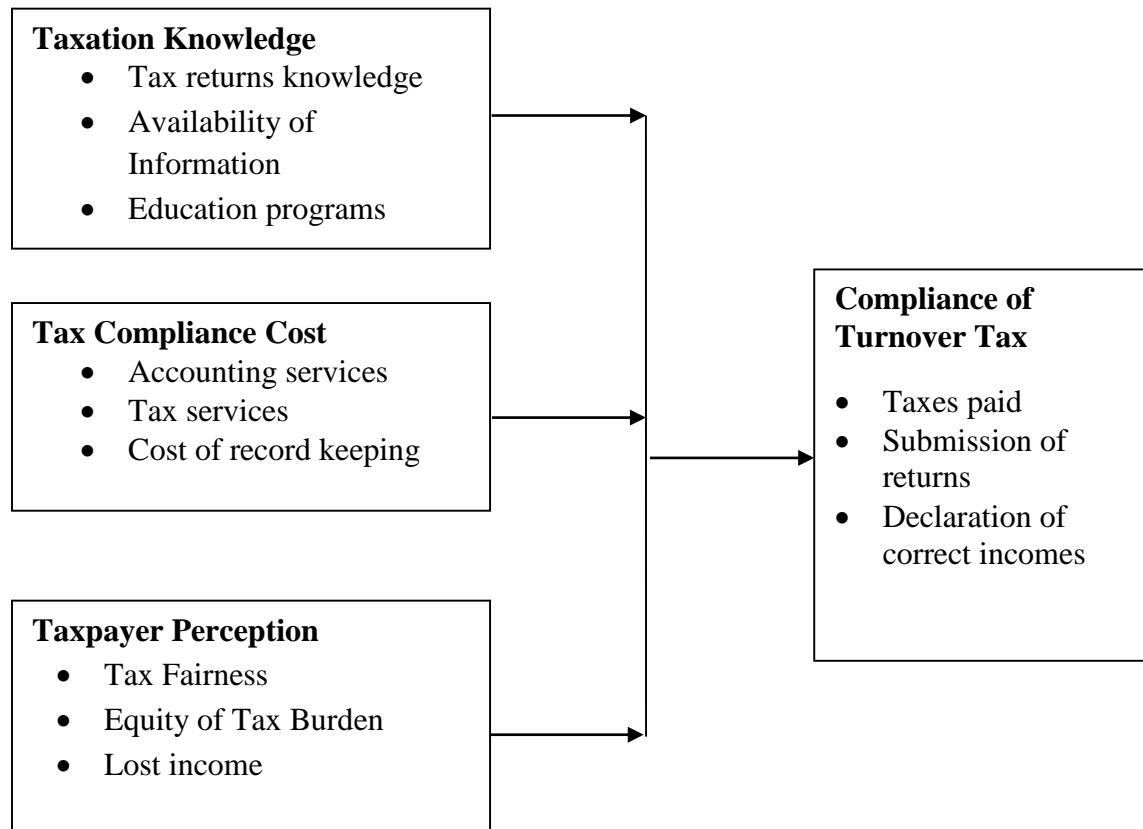 Taxation Knowledge
• Tax returns knowledge
• Availability of
Information
• Education programs
Tax Compliance Cost
• Accounting services
• Tax services
• Cost of record keeping
Taxpayer Perception
• Tax Fairness
• Equity of Tax Burden
• Lost income
Compliance of
Turnover Tax
• Taxes paid
• Submission of
returns
• Declaration of
correct incomes